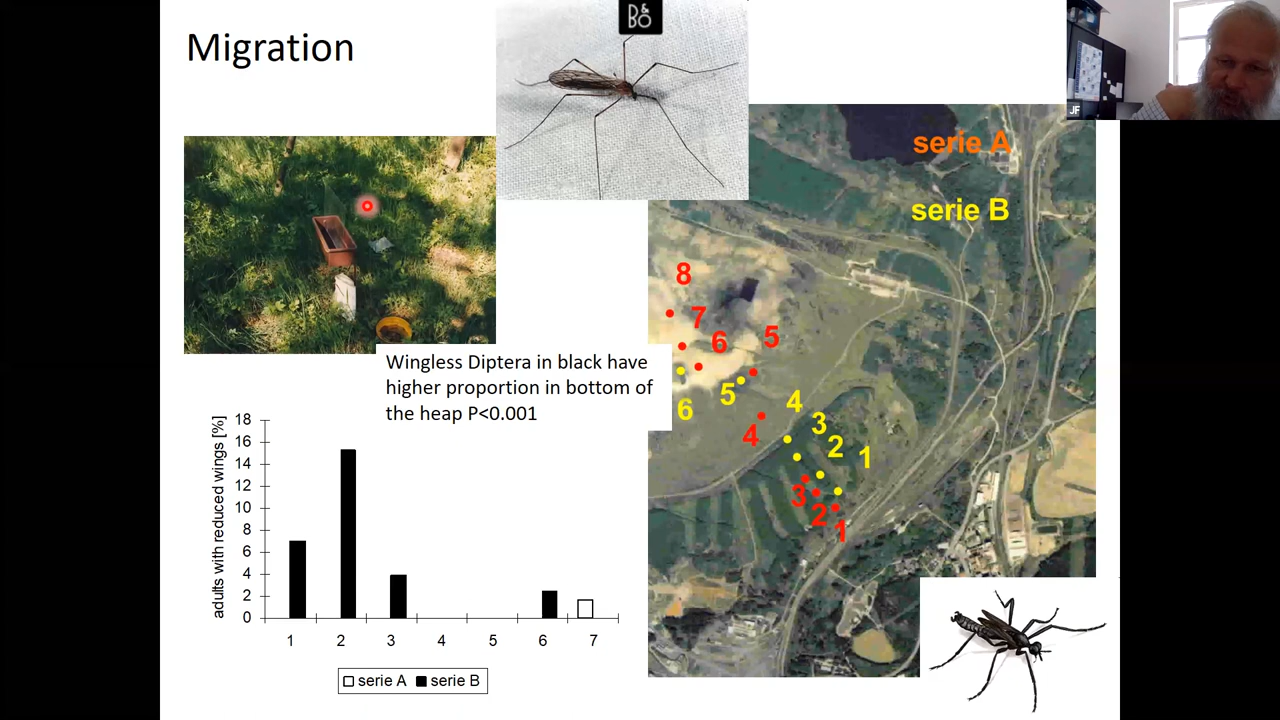 Migration
B&O
JF
serie A
serie B
8
7
6
5
5
6
4
4
3
2
1
3
2
1
Wingless Diptera in black have
higher proportion in bottom of
the heap P<0.001
adults with reduced wings [%]
18
16
14
12
10
8
6
4
2
0
1 2 3 4 5 6 7
serie A serie B